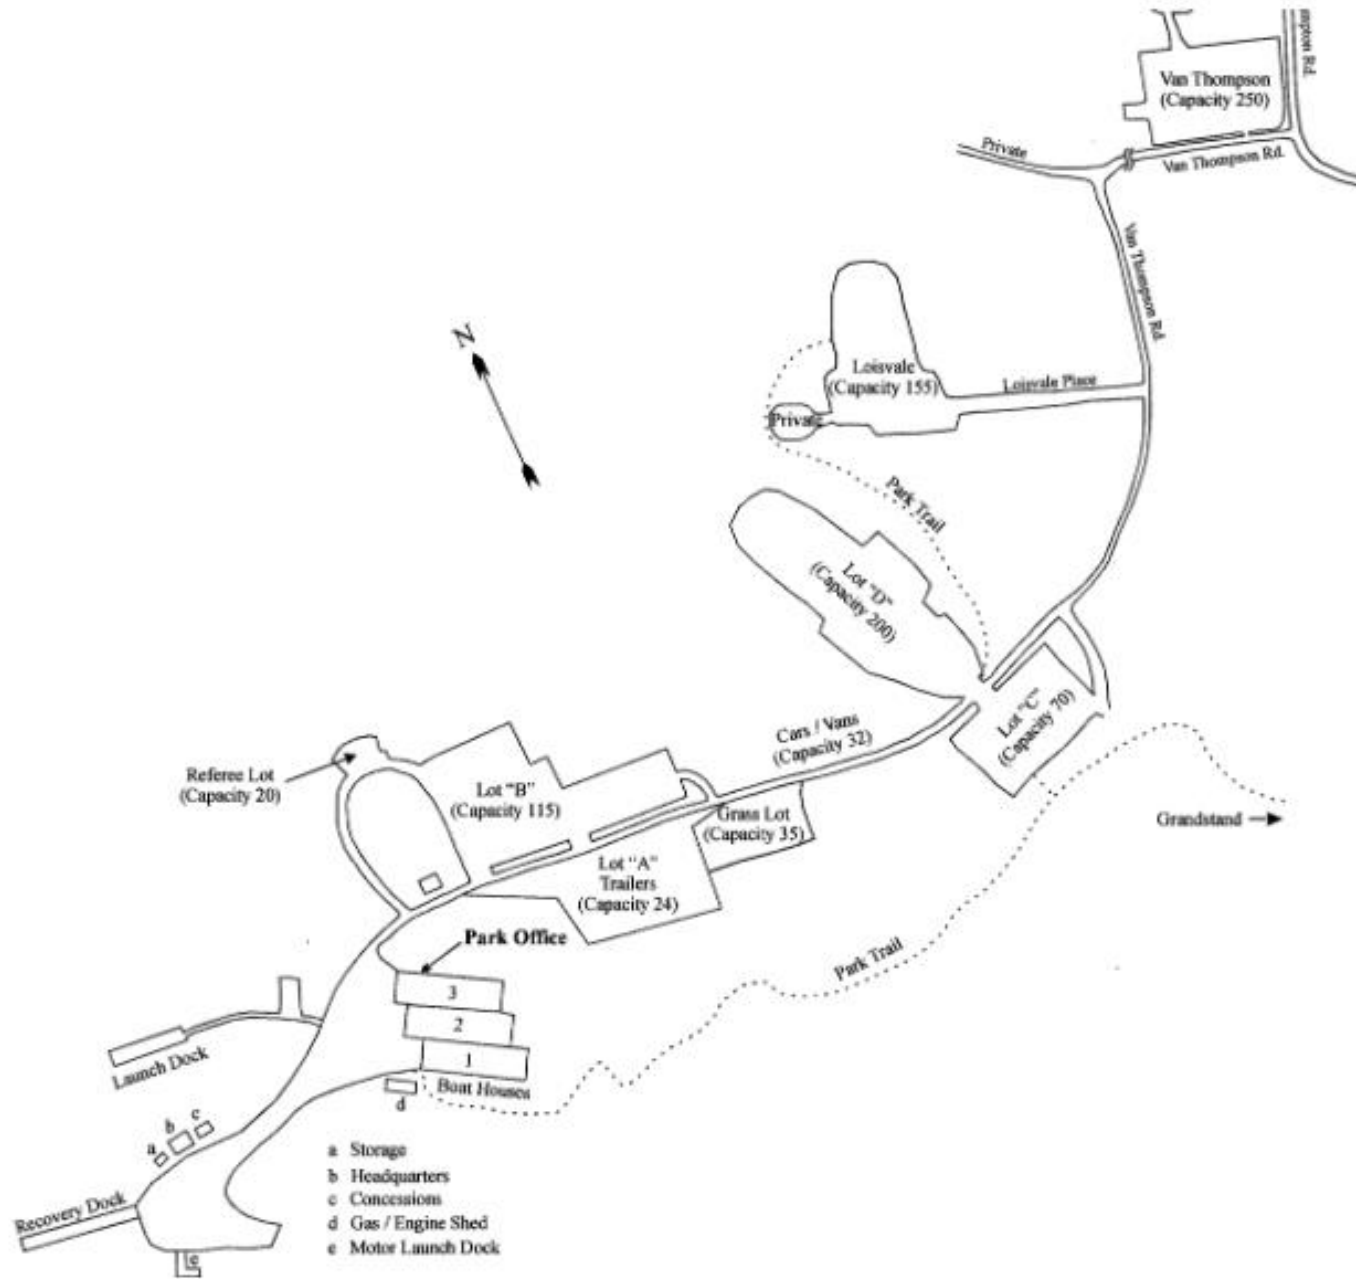 mpton Rd.
Van Thompson
(Capacity 250)
Private
Van Thompson Rd.
Van Thompson Rd
N
Loisvale
(Capacity 155)
Loisvale Place
Private
Park Trail
Lot "D"
(Capacity 200)
Lot "C"
(Capacity 70)
Cars / Vans
(Capacity 32)
Referee Lot
(Capacity 20)
Lot "B"
(Capacity 115)
Grass Lot
(Capacity 35)
Grandstand
Lot "A"
Trailers
(Capacity 24)
Park Office
Park Trail
3
2
1
Boat Houses
Launch Dock
d
c
b
a
a Storage
b Headquarters
c Concessions
d Gas / Engine Shed
e Motor Launch Dock
Recovery Dock
e